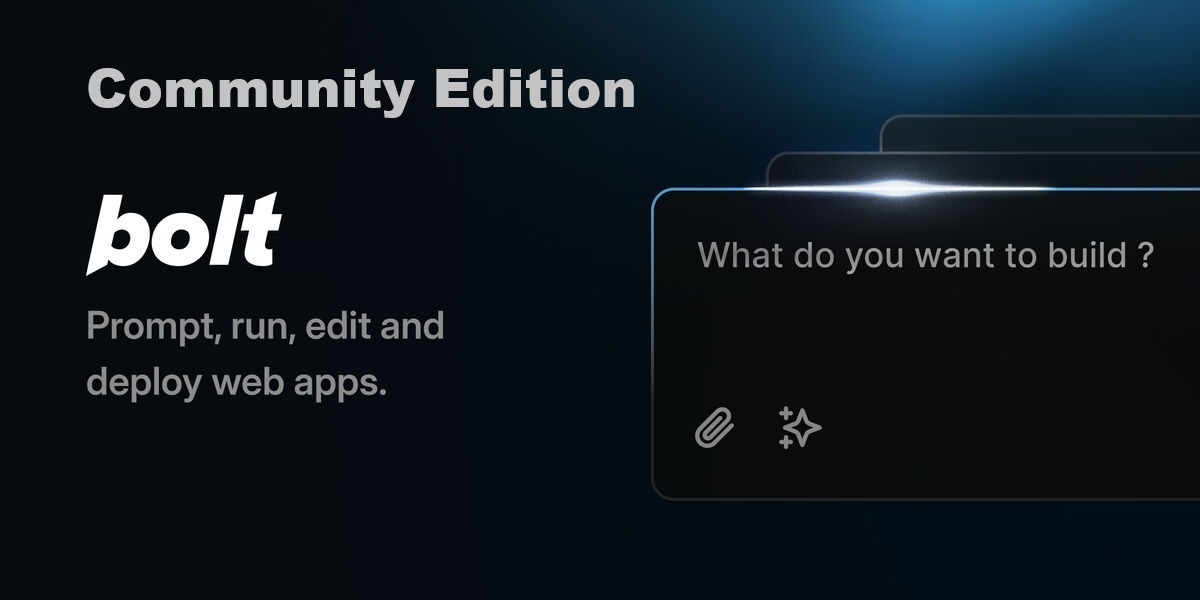 Community Edition
bolt
Prompt, run, edit and
deploy web apps.
What do you want to build ?